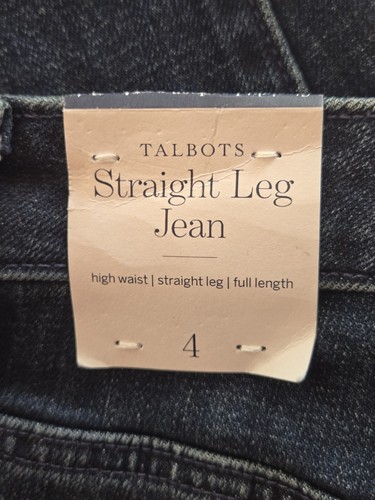 TALBOTS
Straight Leg
Jean
high waist | straight leg | full length
4